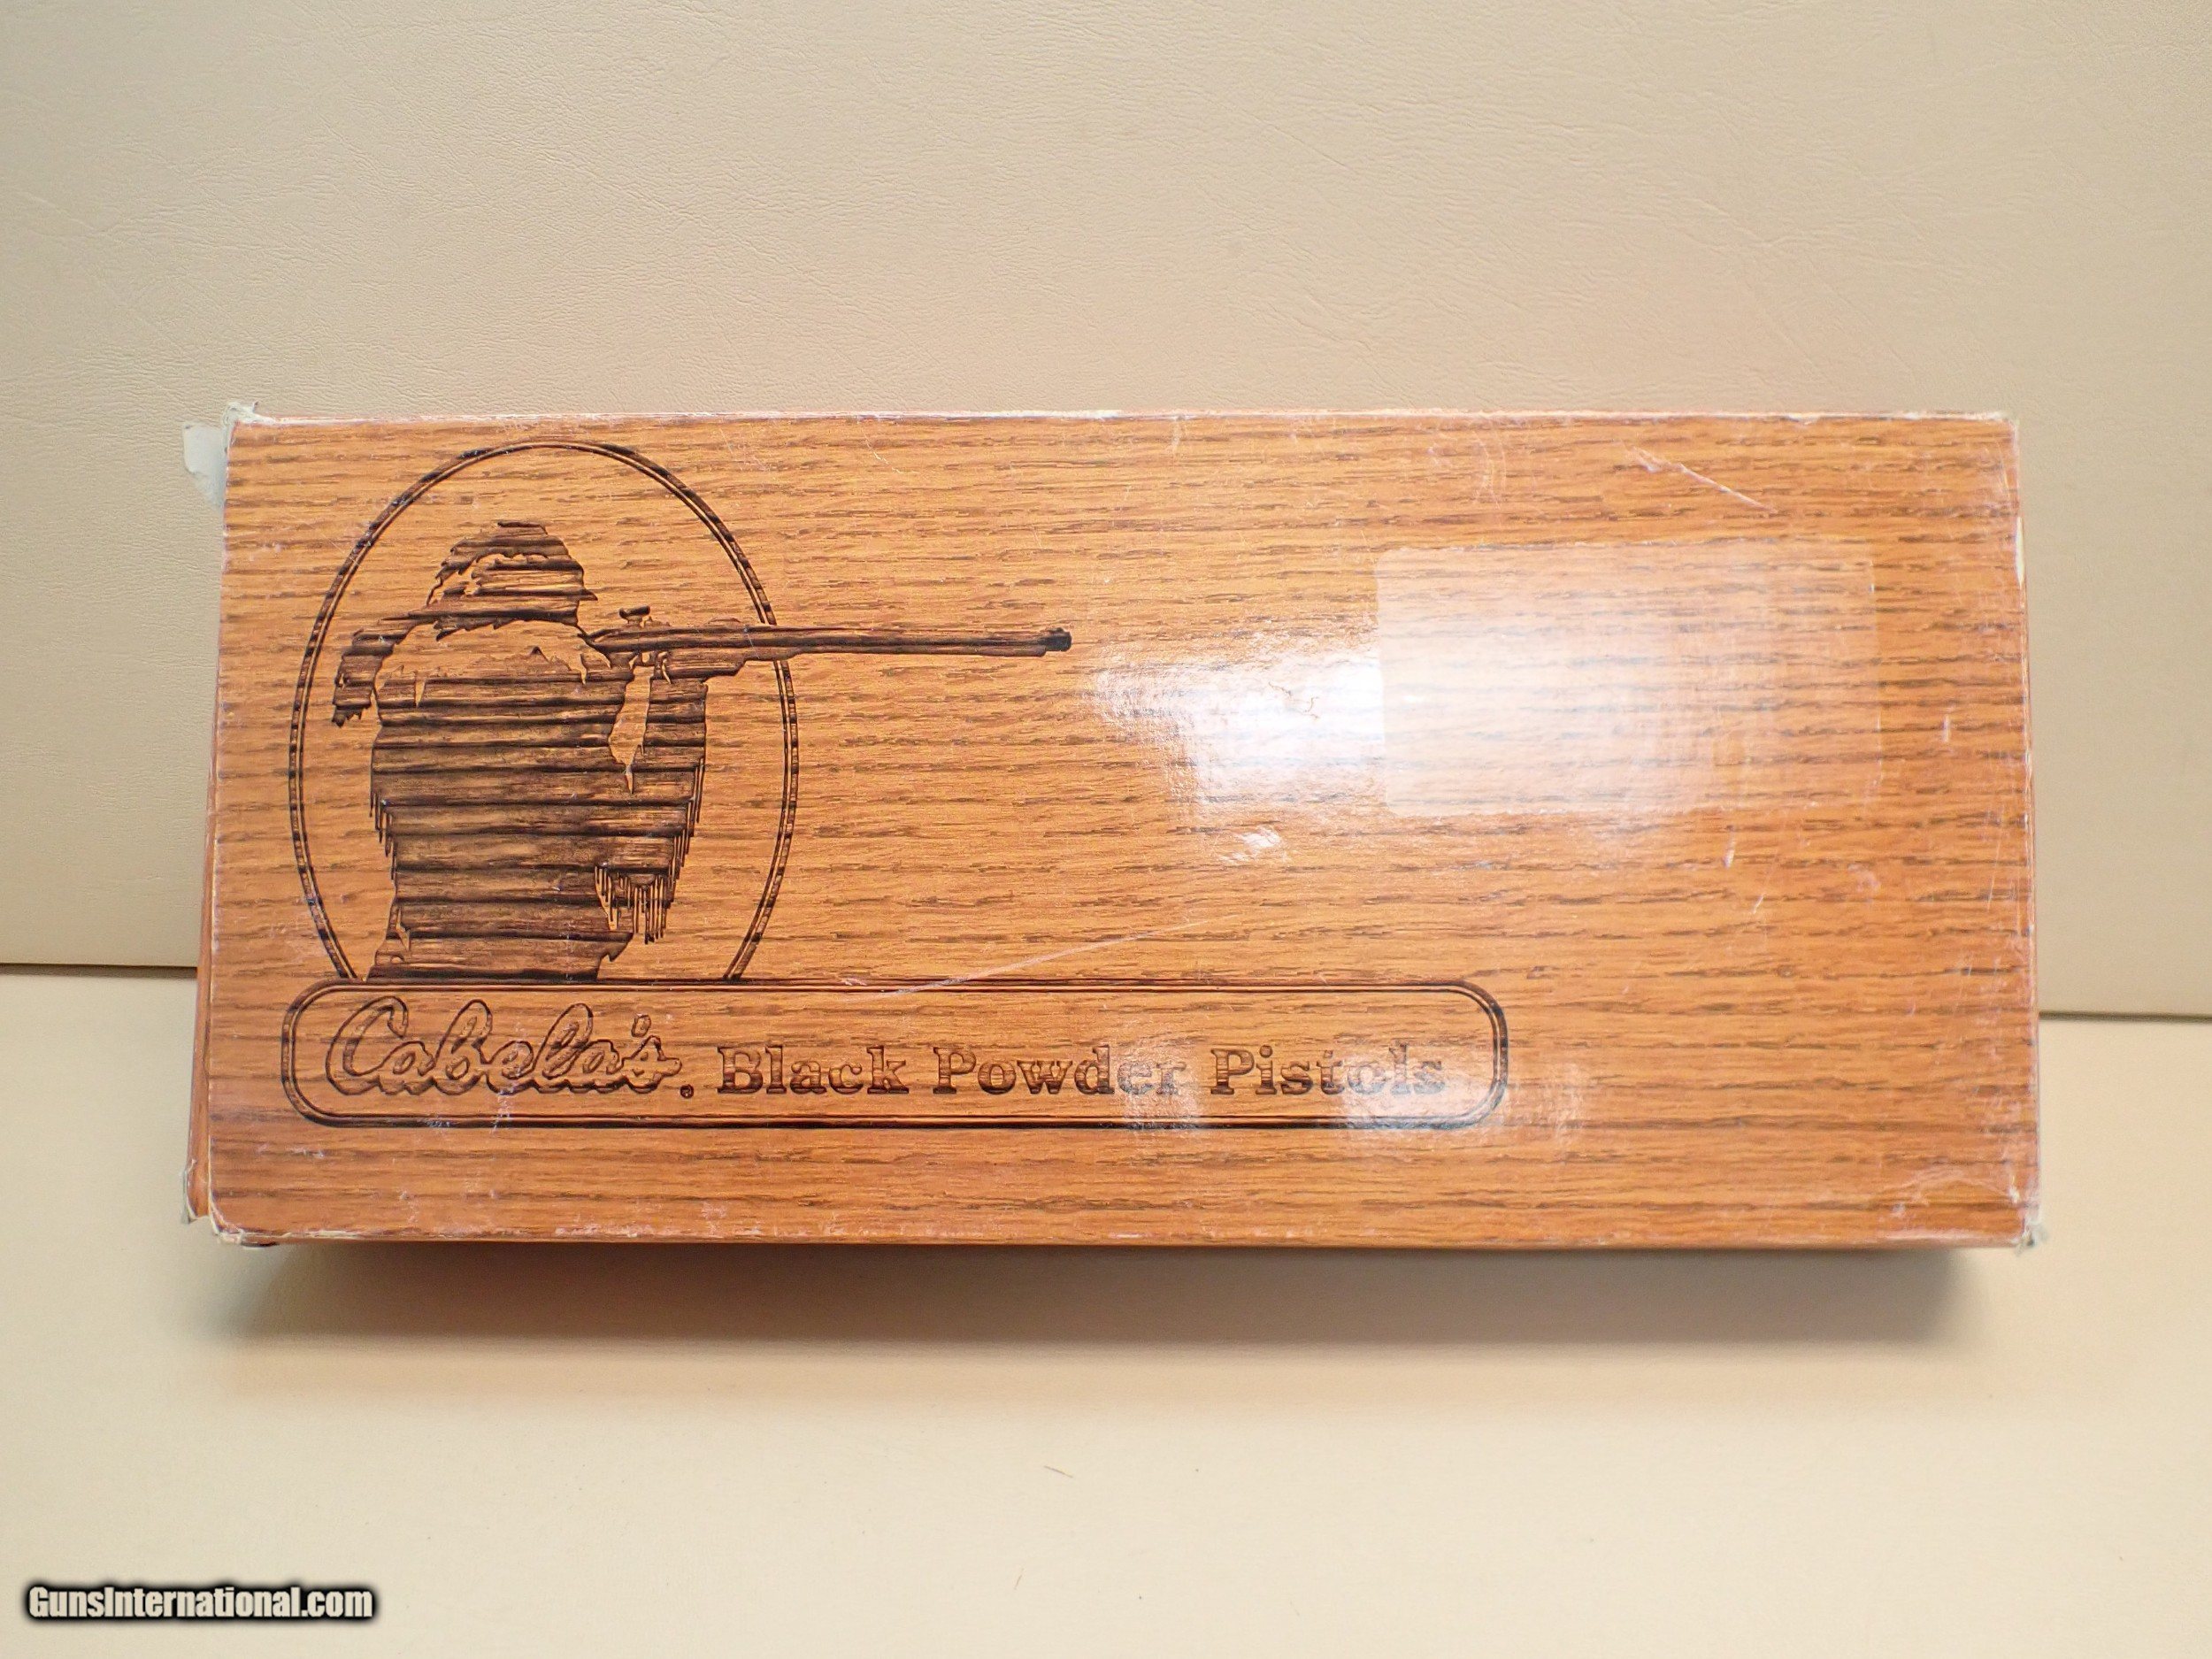 Cabela's. Black Powder Pistols
GunsInternational.com